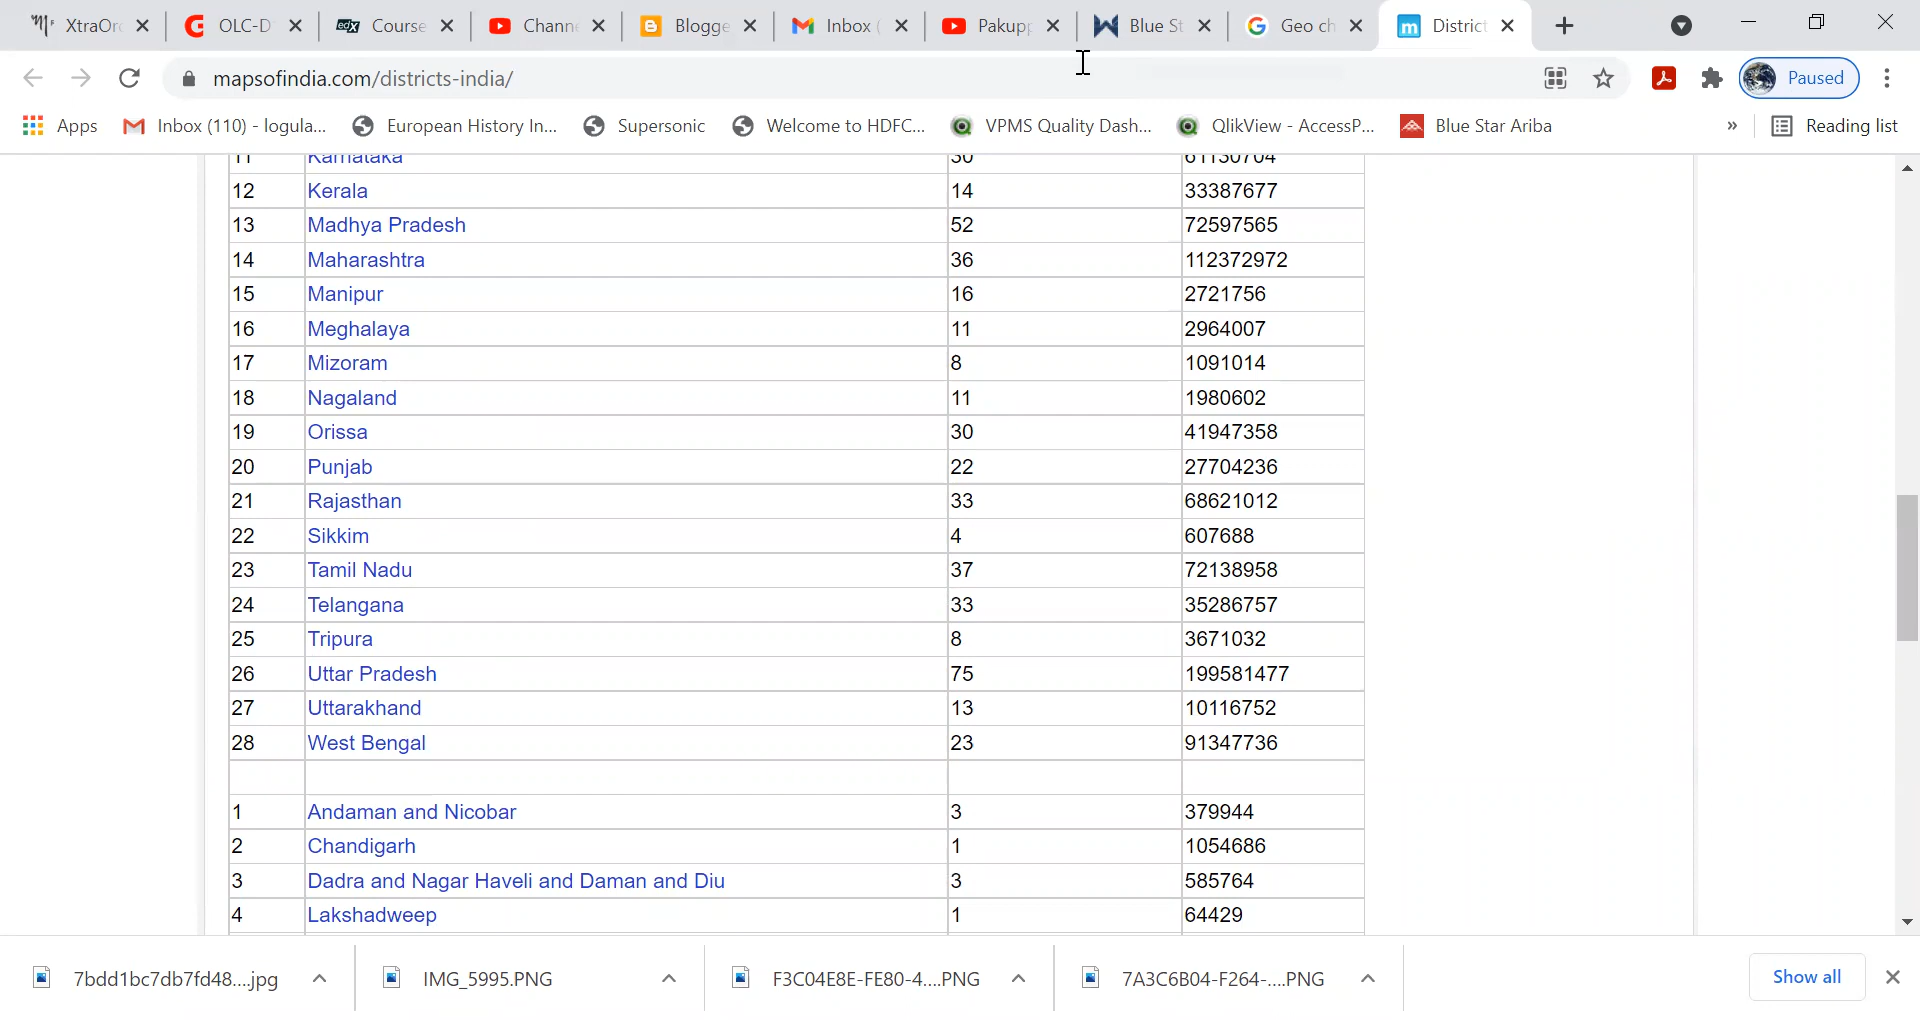 XtraOr
OLC-D
edX Course
Chann
Blogge
Inbox (
Pakupp
Blue St
Geo ch
District
mapsofindia.com/districts-india/
Paused
Apps
Inbox (110) - logula...
European History In...
Supersonic
Welcome to HDFC...
VPMS Quality Dash...
QlikView - AccessP...
Blue Star Ariba
»
Reading list
11 Karnataka 30 61130704
12 Kerala 14 33387677
13 Madhya Pradesh 52 72597565
14 Maharashtra 36 112372972
15 Manipur 16 2721756
16 Meghalaya 11 2964007
17 Mizoram 8 1091014
18 Nagaland 11 1980602
19 Orissa 30 41947358
20 Punjab 22 27704236
21 Rajasthan 33 68621012
22 Sikkim 4 607688
23 Tamil Nadu 37 72138958
24 Telangana 33 35286757
25 Tripura 8 3671032
26 Uttar Pradesh 75 199581477
27 Uttarakhand 13 10116752
28 West Bengal 23 91347736
1 Andaman and Nicobar 3 379944
2 Chandigarh 1 1054686
3 Dadra and Nagar Haveli and Daman and Diu 3 585764
4 Lakshadweep 1 64429
7bdd1bc7db7fd48....jpg
IMG_5995.PNG
F3C04E8E-FE80-4....PNG
7A3C6B04-F264-....PNG
Show all